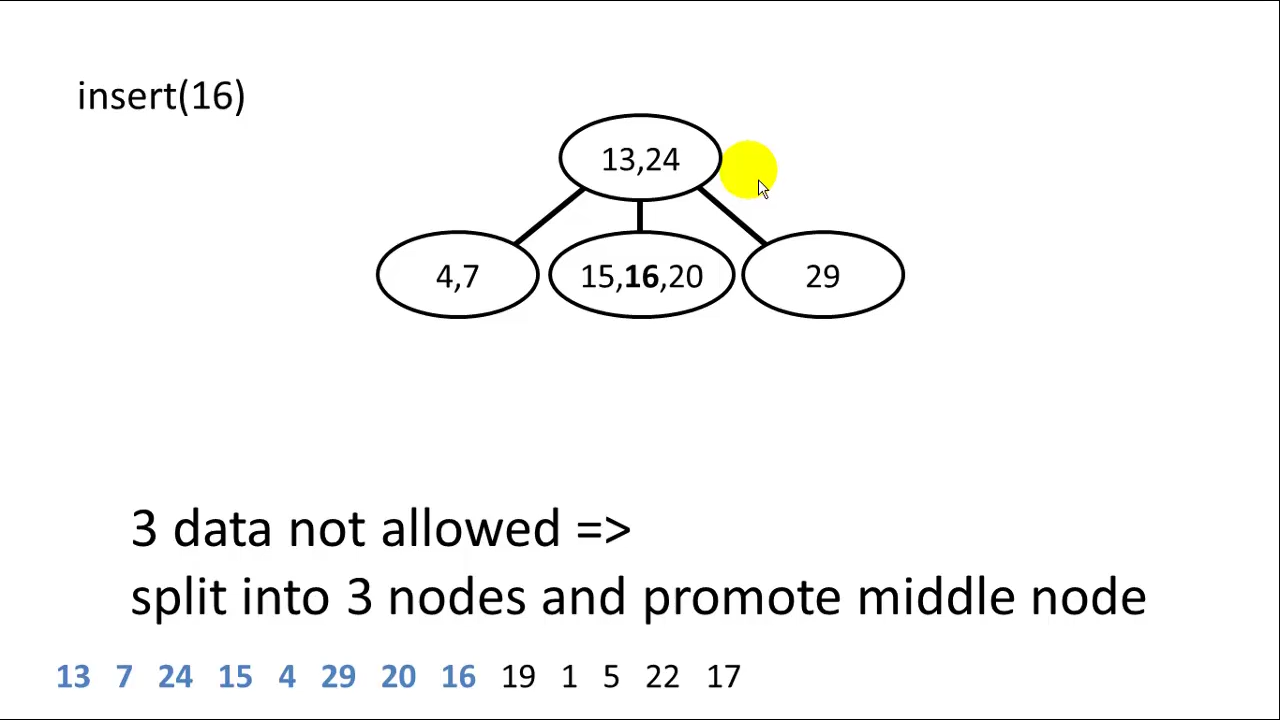 insert(16)
13,24
4,7
15,16,20
29
3 data not allowed =>
split into 3 nodes and promote middle node
13 7 24 15 4 29 20 16 19 1 5 22 17